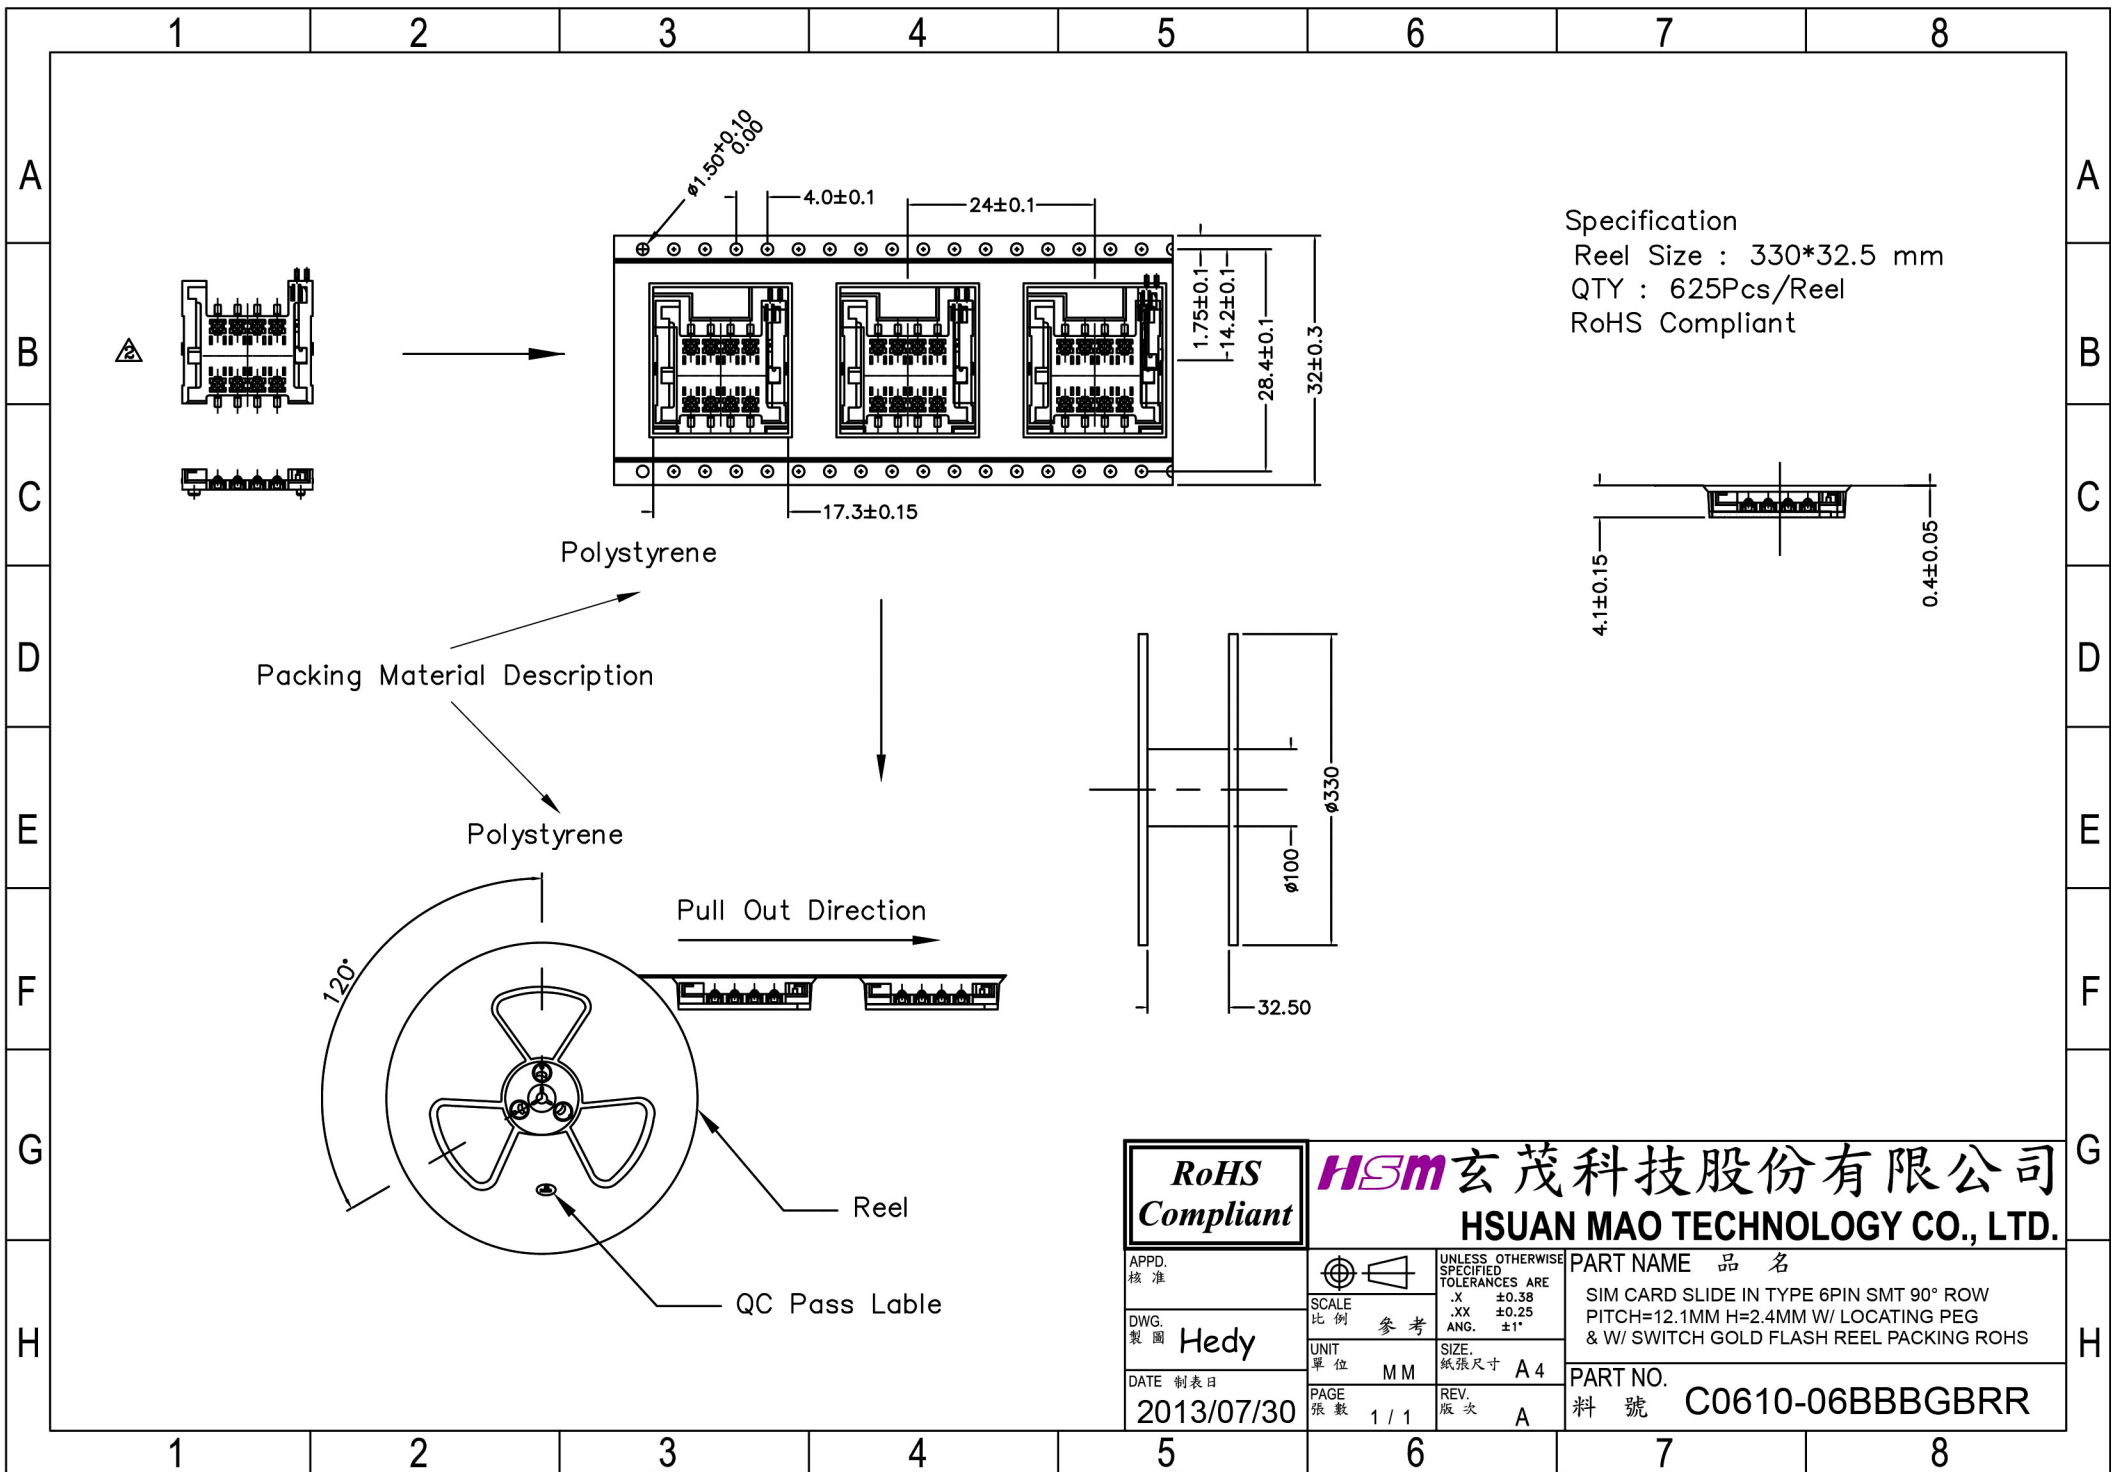 1 2 3 4 5 6 7 8
A A
B B
C C
D D
E E
F F
G G
H H
1 2 3 4 5 6 7 8
ø1.50+0.10
0.00
4.0±0.1
24±0.1
1.75±0.1
14.2±0.1
28.4±0.1
32±0.3
17.3±0.15
2
Specification
Reel Size : 330*32.5 mm
QTY : 625Pcs/Reel
RoHS Compliant
4.1±0.15
0.4±0.05
Polystyrene
Packing Material Description
Polystyrene
ø330
ø100
32.50
120°
Pull Out Direction
Reel
QC Pass Lable
RoHS
Compliant
HSm 玄茂科技股份有限公司
HSUAN MAO TECHNOLOGY CO., LTD.
APPD.
核 准
DWG.
製 圖 Hedy
DATE 制表日
2013/07/30
SCALE
比 例 參 考
UNIT
單 位 MM
PAGE
張 數 1 / 1
UNLESS OTHERWISE
SPECIFIED
TOLERANCES ARE
.X ±0.38
.XX ±0.25
ANG. ±1°
SIZE.
紙張尺寸 A4
REV.
版 次 A
PART NAME 品 名
SIM CARD SLIDE IN TYPE 6PIN SMT 90° ROW
PITCH=12.1MM H=2.4MM W/ LOCATING PEG
& W/ SWITCH GOLD FLASH REEL PACKING ROHS
PART NO.
料 號 C0610-06BBBGBRR